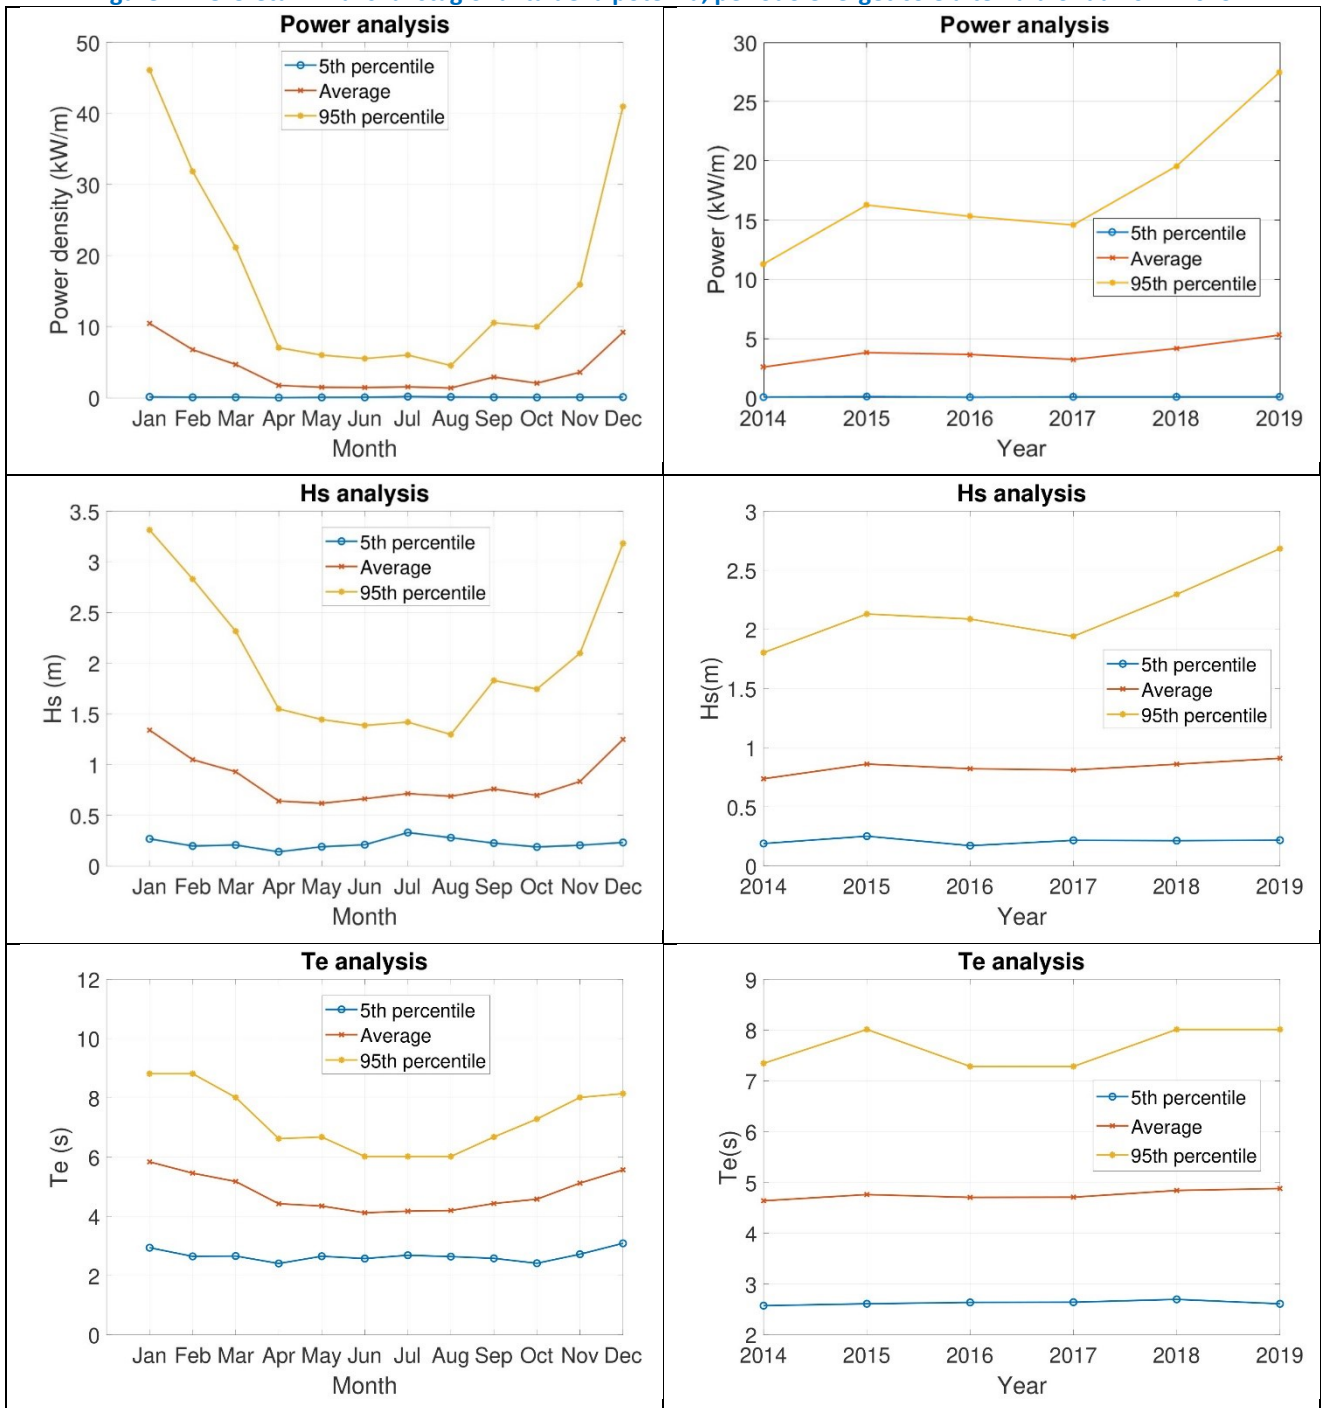 Power analysis
50
40
30
20
10
0
Power density (kW/m)
5th percentile
Average
95th percentile
Jan Feb Mar Apr May Jun Jul Aug Sep Oct Nov Dec
Month
Power analysis
30
25
20
15
10
5
0
Power (kW/m)
5th percentile
Average
95th percentile
2014 2015 2016 2017 2018 2019
Year
Hs analysis
3.5
3
2.5
2
1.5
1
0.5
0
Hs (m)
5th percentile
Average
95th percentile
Jan Feb Mar Apr May Jun Jul Aug Sep Oct Nov Dec
Month
Hs analysis
3
2.5
2
1.5
1
0.5
0
Hs(m)
5th percentile
Average
95th percentile
2014 2015 2016 2017 2018 2019
Year
Te analysis
12
10
8
6
4
2
0
Te (s)
5th percentile
Average
95th percentile
Jan Feb Mar Apr May Jun Jul Aug Sep Oct Nov Dec
Month
Te analysis
9
8
7
6
5
4
3
2
Te(s)
5th percentile
Average
95th percentile
2014 2015 2016 2017 2018 2019
Year